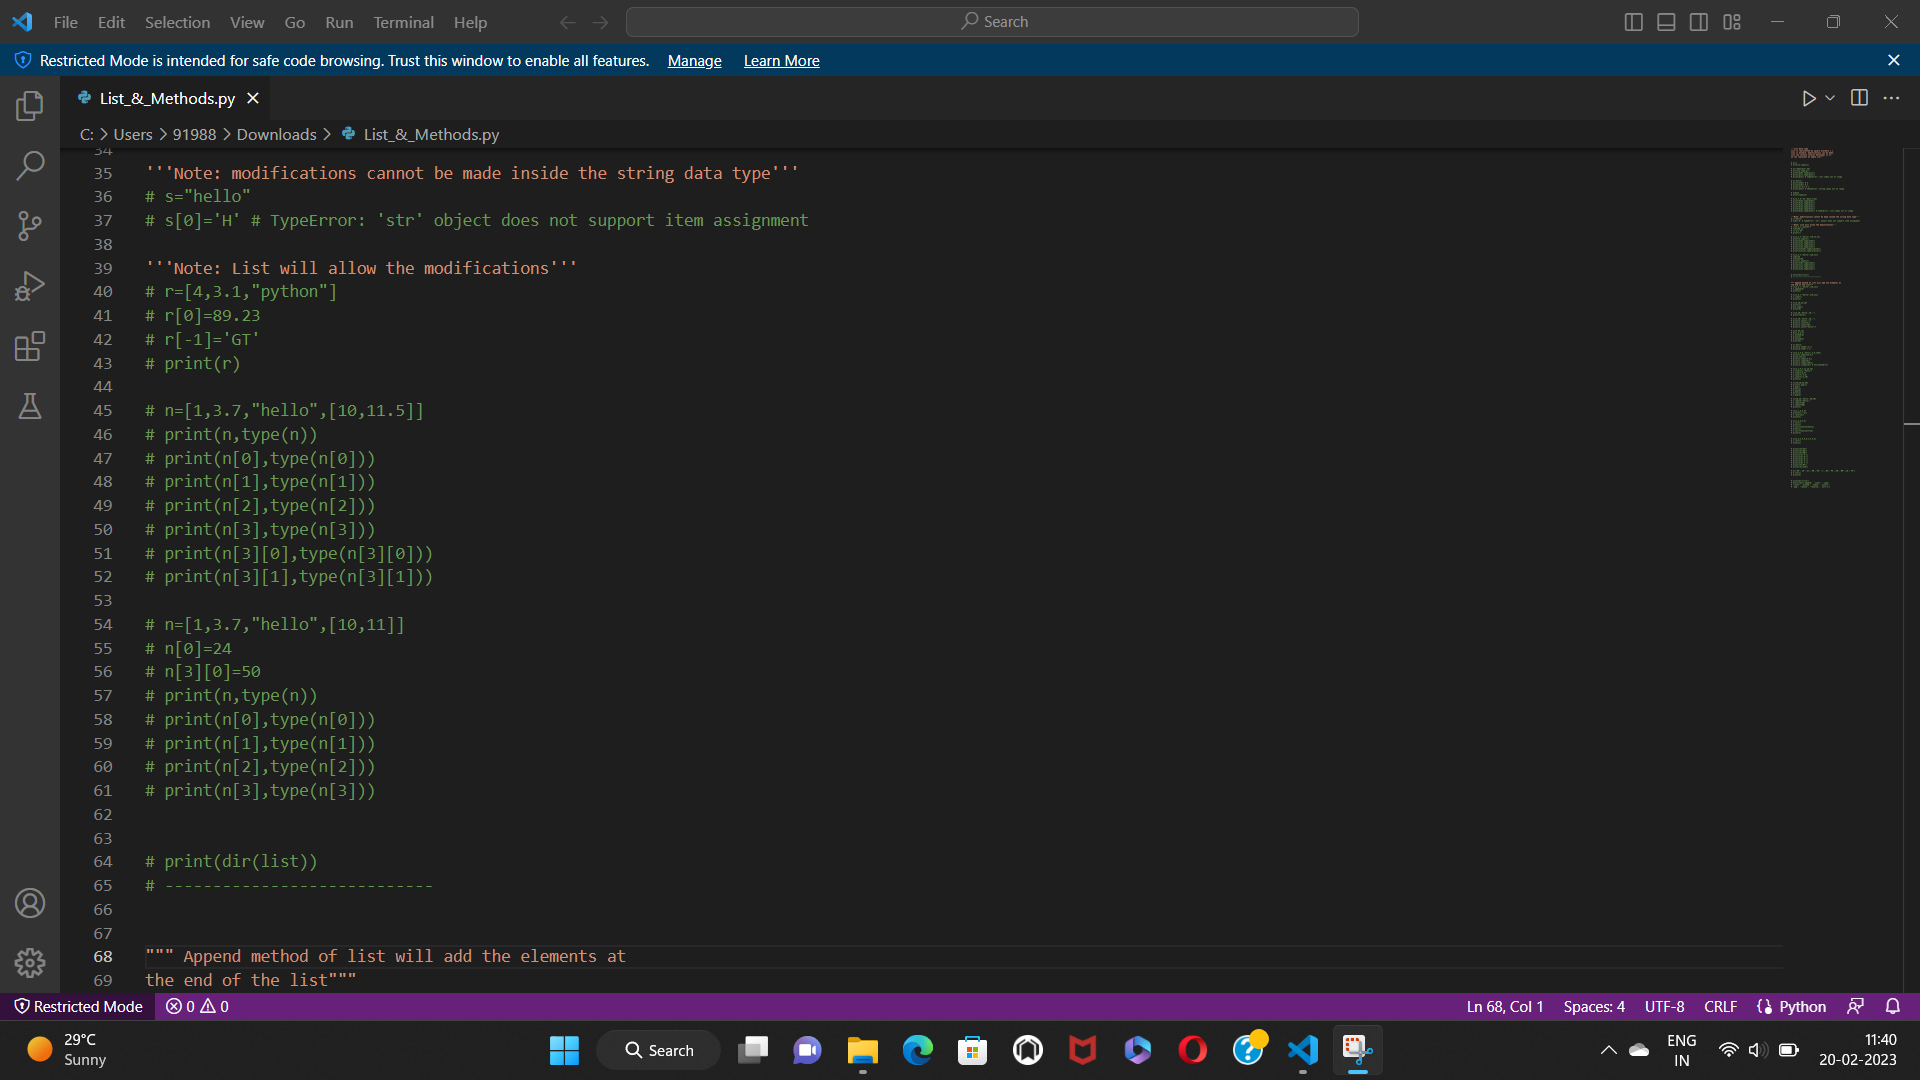 File Edit Selection View Go Run Terminal Help Search
Restricted Mode is intended for safe code browsing. Trust this window to enable all features. Manage Learn More
List_&_Methods.py
C: > Users > 91988 > Downloads > List_&_Methods.py
34
35 '''Note: modifications cannot be made inside the string data type'''
36 # s="hello"
37 # s[0]='H' # TypeError: 'str' object does not support item assignment
38
39 '''Note: List will allow the modifications'''
40 # r=[4,3.1,"python"]
41 # r[0]=89.23
42 # r[-1]='GT'
43 # print(r)
44
45 # n=[1,3.7,"hello",[10,11.5]]
46 # print(n,type(n))
47 # print(n[0],type(n[0]))
48 # print(n[1],type(n[1]))
49 # print(n[2],type(n[2]))
50 # print(n[3],type(n[3]))
51 # print(n[3][0],type(n[3][0]))
52 # print(n[3][1],type(n[3][1]))
53
54 # n=[1,3.7,"hello",[10,11]]
55 # n[0]=24
56 # n[3][0]=50
57 # print(n,type(n))
58 # print(n[0],type(n[0]))
59 # print(n[1],type(n[1]))
60 # print(n[2],type(n[2]))
61 # print(n[3],type(n[3]))
62
63
64 # print(dir(list))
65 # ----------------------------
66
67
68 """ Append method of list will add the elements at
69 the end of the list"""
Restricted Mode 0 0 Ln 68, Col 1 Spaces: 4 UTF-8 CRLF Python
29°C
Sunny
Search
ENG
IN
11:40
20-02-2023